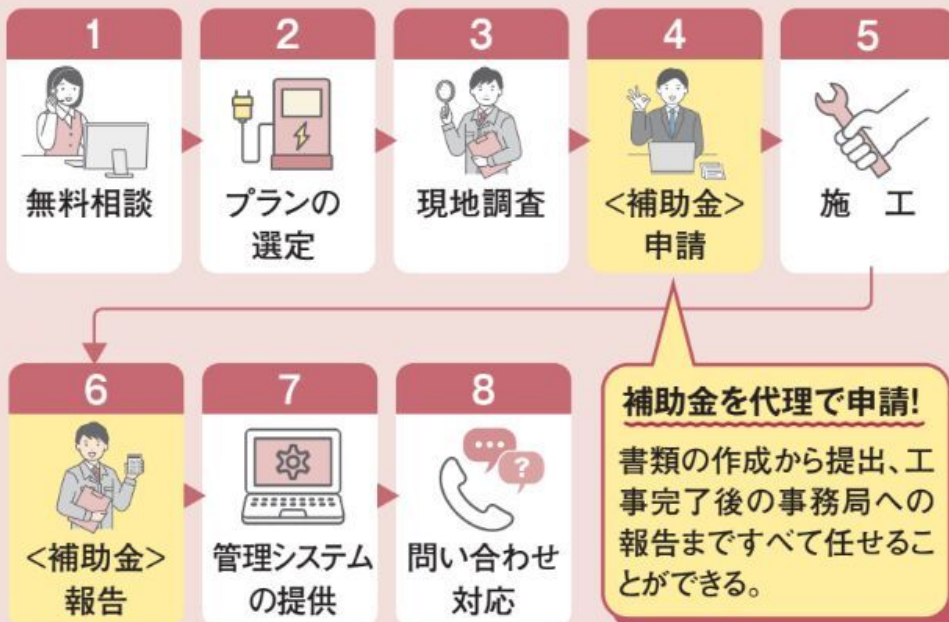 1
無料相談
2
プランの
選定
3
現地調査
4
<補助金>
申請
5
施　工
6
<補助金>
報告
7
管理システム
の提供
8
?
問い合わせ
対応
補助金を代理で申請!
書類の作成から提出、工
事完了後の事務局への
報告まですべて任せるこ
とができる。